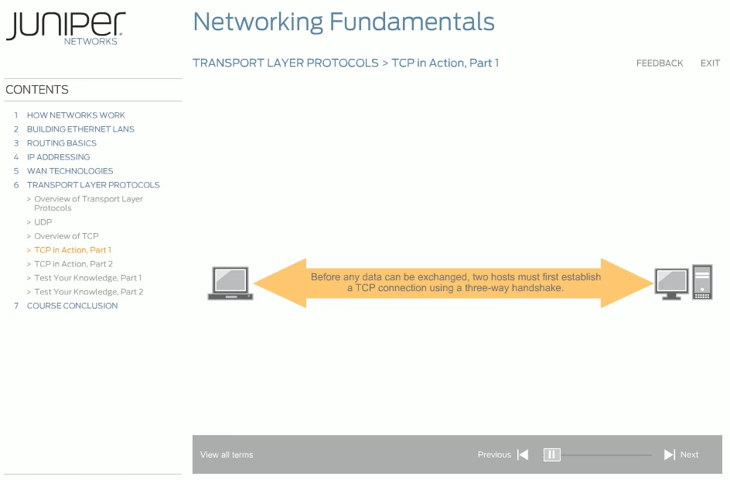 JUNIPER
NETWORKS
Networking Fundamentals
TRANSPORT LAYER PROTOCOLS > TCP in Action, Part 1
FEEDBACK EXIT
CONTENTS
1 HOW NETWORKS WORK
2 BUILDING ETHERNET LANS
3 ROUTING BASICS
4 IP ADDRESSING
5 WAN TECHNOLOGIES
6 TRANSPORT LAYER PROTOCOLS
> Overview of Transport Layer
Protocols
> UDP
> Overview of TCP
> TCP in Action, Part 1
> TCP in Action, Part 2
> Test Your Knowledge, Part 1
> Test Your Knowledge, Part 2
7 COURSE CONCLUSION
Before any data can be exchanged, two hosts must first establish
a TCP connection using a three-way handshake.
View all terms
Previous
Next